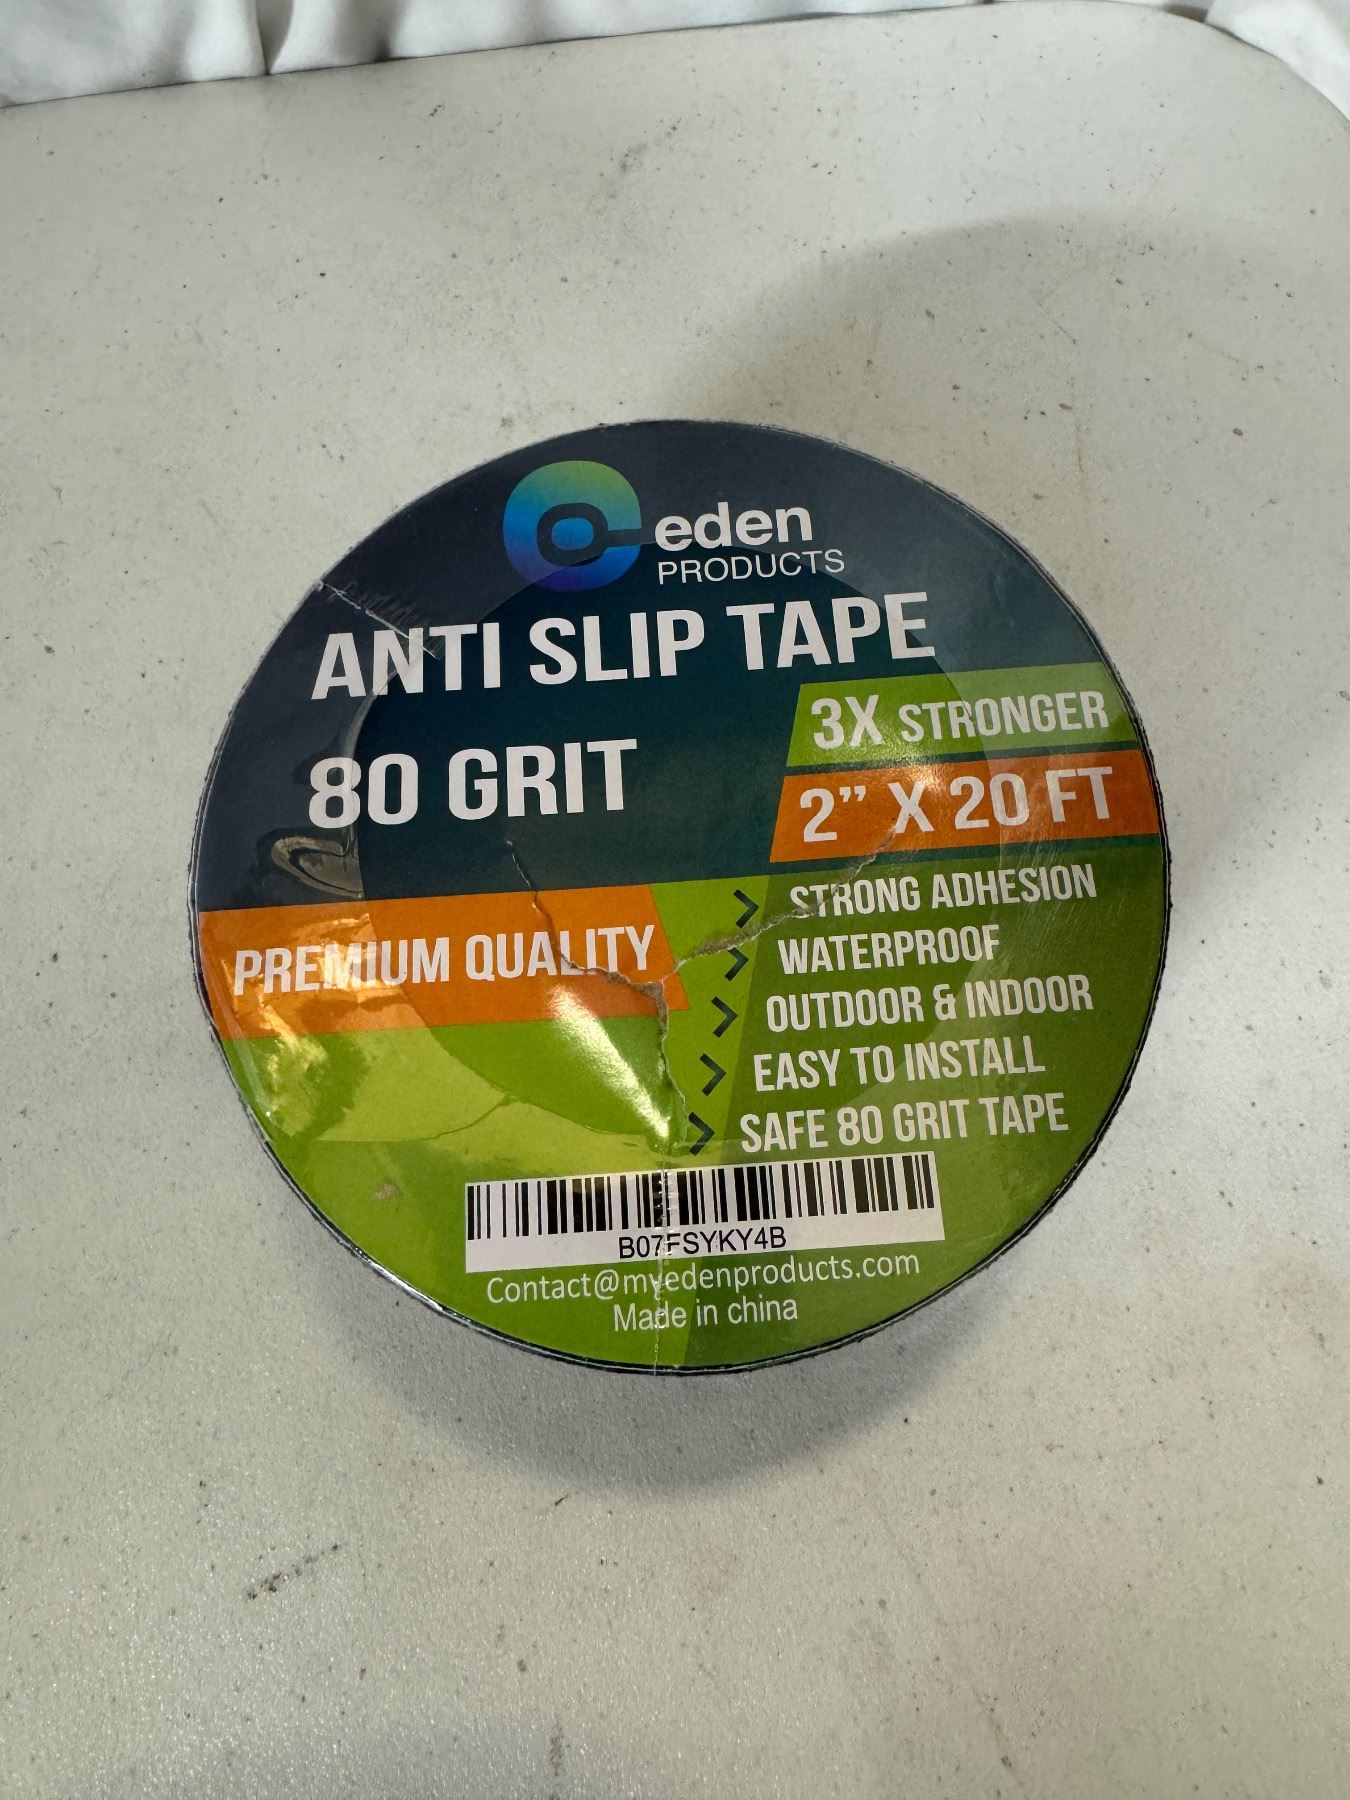 eden
PRODUCTS
ANTI SLIP TAPE
80 GRIT
3X STRONGER
2” X 20 FT
PREMIUM QUALITY
STRONG ADHESION
WATERPROOF
OUTDOOR & INDOOR
EASY TO INSTALL
SAFE 80 GRIT TAPE
B07FSYKY4B
Contact@myedenproducts.com
Made in china